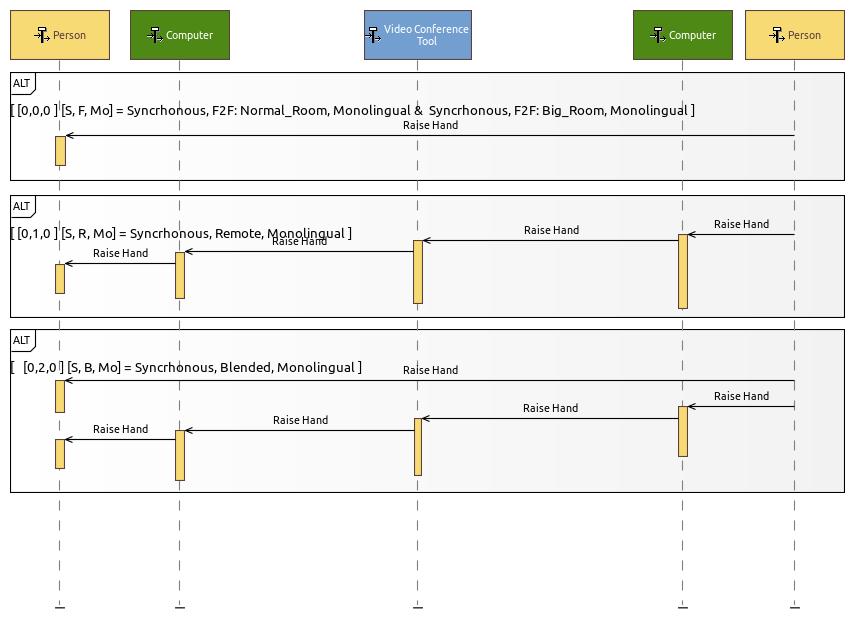 Person
Computer
Video Conference
Tool
Computer
Person
ALT
[ [0,0,0 ] [S, F, Mo] = Syncrhonous, F2F: Normal_Room, Monolingual &  Syncrhonous, F2F: Big_Room, Monolingual ]
Raise Hand
ALT
[ [0,1,0 ] [S, R, Mo] = Syncrhonous, Remote, Monolingual ]
Raise Hand
Raise Hand
Raise Hand
Raise Hand
ALT
[   [0,2,0 ] [S, B, Mo] = Syncrhonous, Blended, Monolingual ]
Raise Hand
Raise Hand
Raise Hand
Raise Hand
Raise Hand